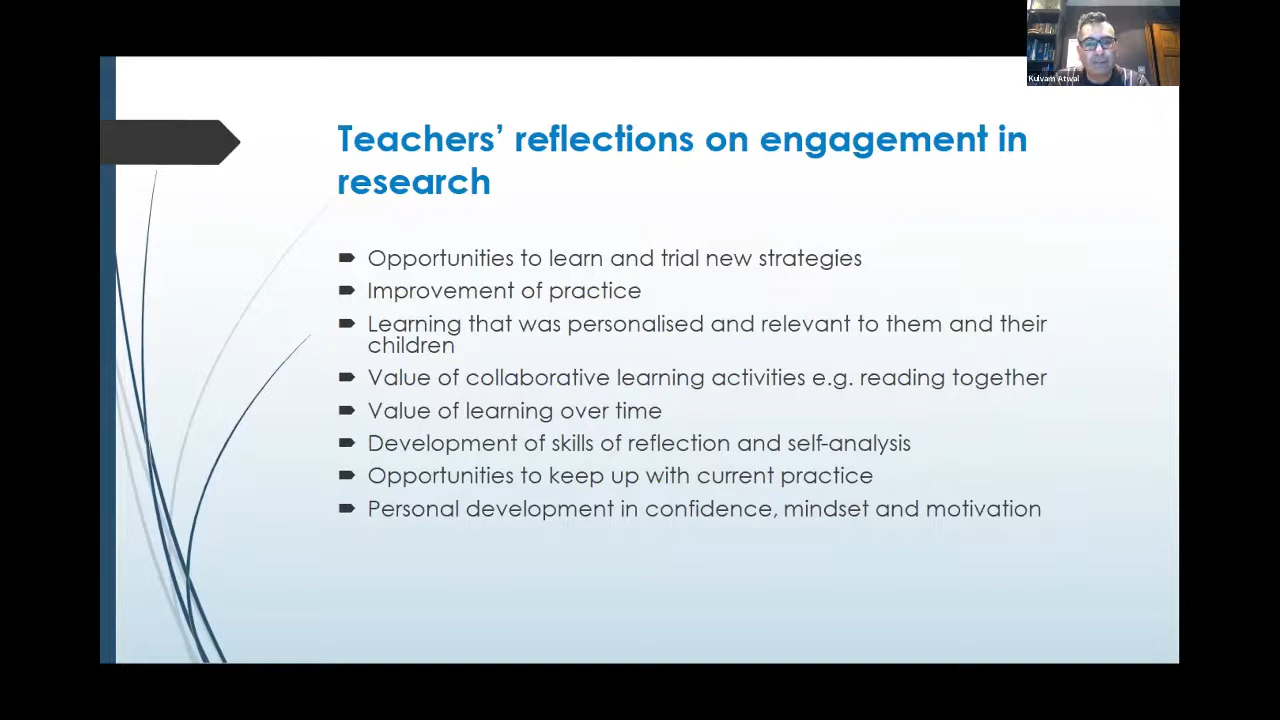 Kulvarn Atwal
Teachers’ reflections on engagement in
research
Opportunities to learn and trial new strategies
Improvement of practice
Learning that was personalised and relevant to them and their
children
Value of collaborative learning activities e.g. reading together
Value of learning over time
Development of skills of reflection and self-analysis
Opportunities to keep up with current practice
Personal development in confidence, mindset and motivation